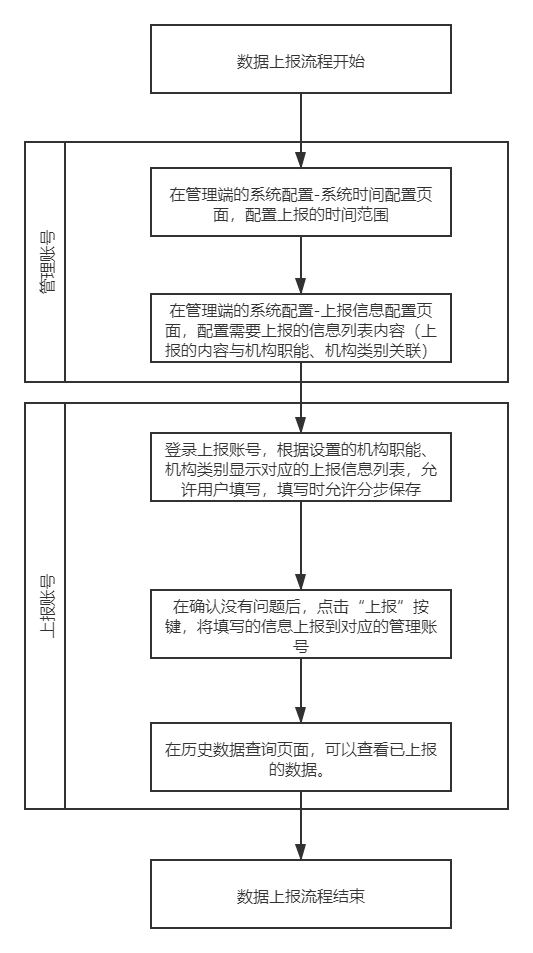 数据上报流程开始
管理账号
在管理端的系统配置-系统时间配置页
面，配置上报的时间范围
在管理端的系统配置-上报信息配置页
面，配置需要上报的信息列表内容（上
报的内容与机构职能、机构类别关联）
上报账号
登录上报账号，根据设置的机构职能、
机构类别显示对应的上报信息列表，允
许用户填写，填写时允许分步保存
在确认没有问题后，点击“上报”按
键，将填写的信息上报到对应的管理账
号
在历史数据查询页面，可以查看已上报
的数据。
数据上报流程结束